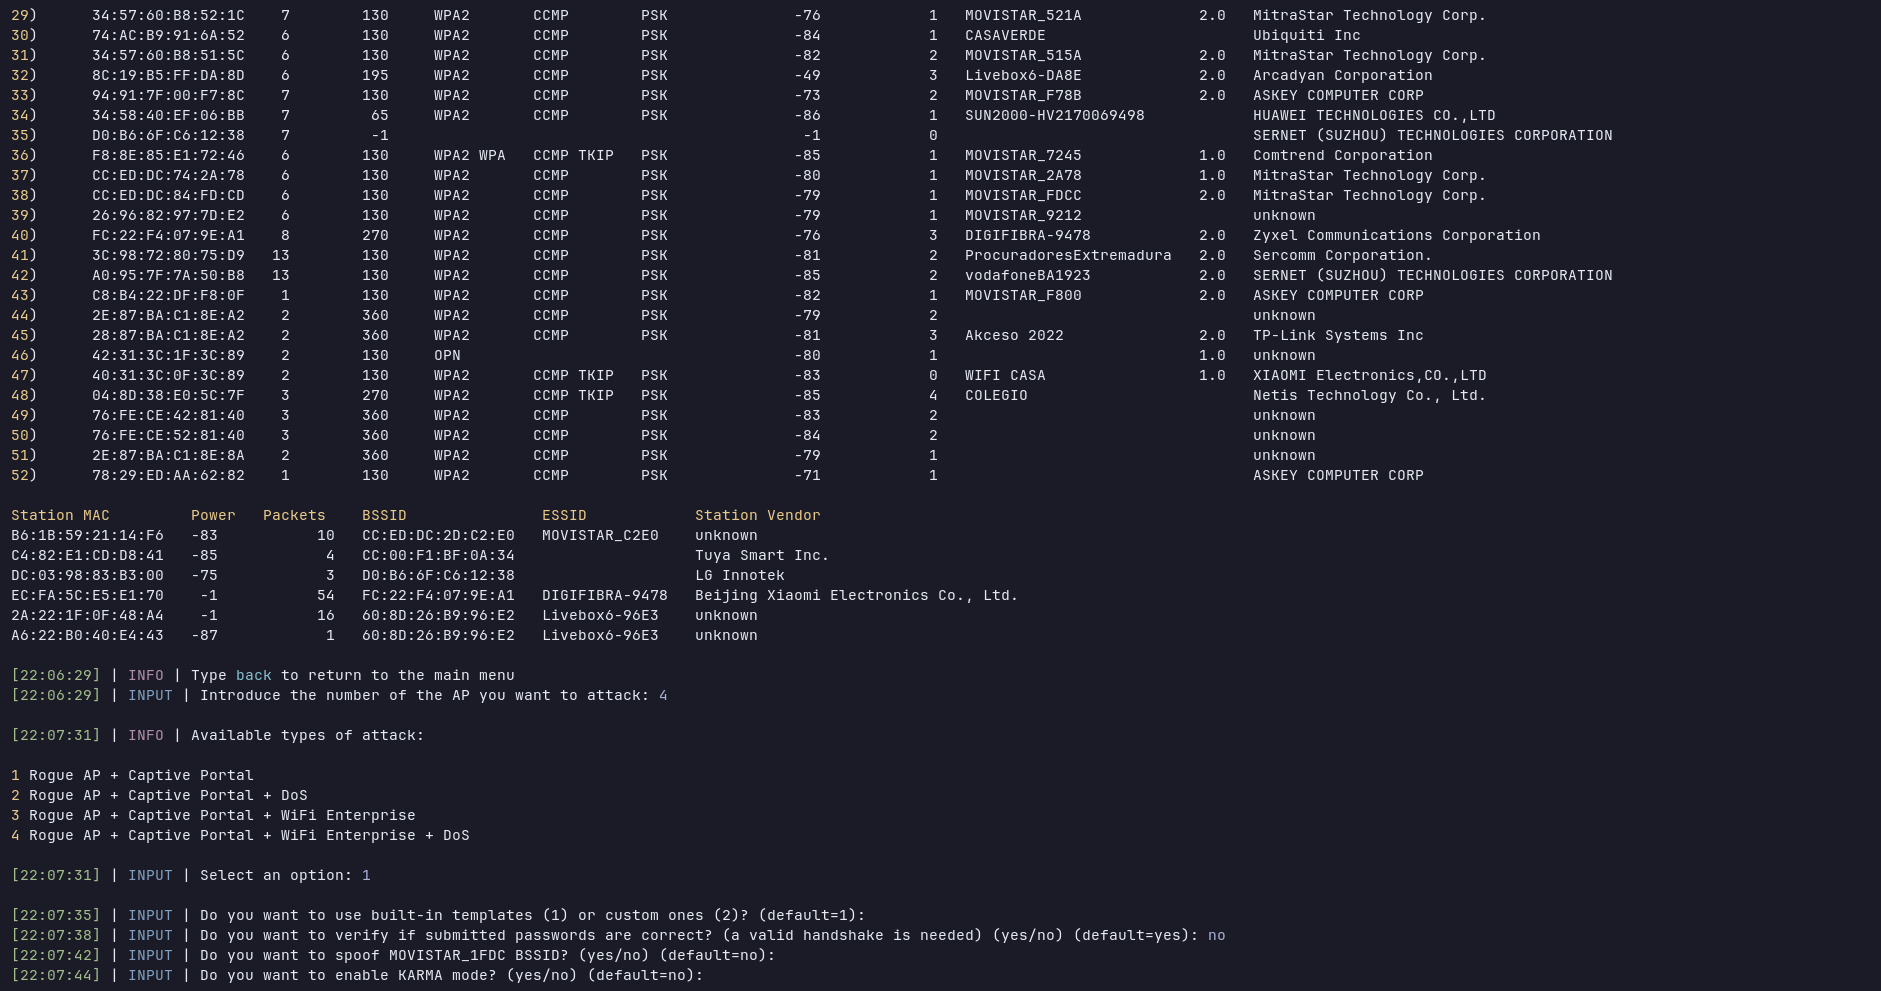 29) 34:57:60:B8:52:1C 7 130 WPA2 CCMP PSK -76 1 MOVISTAR_521A 2.0 MitraStar Technology Corp.
30) 74:AC:B9:91:6A:52 6 130 WPA2 CCMP PSK -84 1 CASAVERDE Ubiquiti Inc
31) 34:57:60:B8:51:5C 6 130 WPA2 CCMP PSK -82 2 MOVISTAR_515A 2.0 MitraStar Technology Corp.
32) 8C:19:B5:FF:DA:8D 6 195 WPA2 CCMP PSK -49 3 Livebox6-DA8E 2.0 Arcadyan Corporation
33) 94:91:7F:00:F7:8C 7 130 WPA2 CCMP PSK -73 2 MOVISTAR_F78B 2.0 ASKEY COMPUTER CORP
34) 34:58:40:EF:06:BB 7 65 WPA2 CCMP PSK -86 1 SUN2000-HV2170069498 HUAWEI TECHNOLOGIES CO.,LTD
35) D0:B6:6F:C6:12:38 7 -1 -1 0 SERNET (SUZHOU) TECHNOLOGIES CORPORATION
36) F8:8E:85:E1:72:46 6 130 WPA2 WPA CCMP TKIP PSK -85 1 MOVISTAR_7245 1.0 Comtrend Corporation
37) CC:ED:DC:74:2A:78 6 130 WPA2 CCMP PSK -80 1 MOVISTAR_2A78 1.0 MitraStar Technology Corp.
38) CC:ED:DC:84:FD:CD 6 130 WPA2 CCMP PSK -79 1 MOVISTAR_FDCC 2.0 MitraStar Technology Corp.
39) 26:96:82:97:7D:E2 6 130 WPA2 CCMP PSK -79 1 MOVISTAR_9212 unknown
40) FC:22:F4:07:9E:A1 8 270 WPA2 CCMP PSK -76 3 DIGIFIBRA-9478 2.0 Zyxel Communications Corporation
41) 3C:98:72:80:75:D9 13 130 WPA2 CCMP PSK -81 2 ProcuradoresExtremadura 2.0 Sercomm Corporation.
42) A0:95:7F:7A:50:B8 13 130 WPA2 CCMP PSK -85 2 vodafoneBA1923 2.0 SERNET (SUZHOU) TECHNOLOGIES CORPORATION
43) C8:B4:22:DF:F8:0F 1 130 WPA2 CCMP PSK -82 1 MOVISTAR_F800 2.0 ASKEY COMPUTER CORP
44) 2E:87:BA:C1:8E:A2 2 360 WPA2 CCMP PSK -79 2 unknown
45) 28:87:BA:C1:8E:A2 2 360 WPA2 CCMP PSK -81 3 Akceso 2022 2.0 TP-Link Systems Inc
46) 42:31:3C:1F:3C:89 2 130 OPN -80 1 1.0 unknown
47) 40:31:3C:0F:3C:89 2 130 WPA2 CCMP TKIP PSK -83 0 WIFI CASA 1.0 XIAOMI Electronics,CO.,LTD
48) 04:8D:38:E0:5C:7F 3 270 WPA2 CCMP TKIP PSK -85 4 COLEGIO Netis Technology Co., Ltd.
49) 76:FE:CE:42:81:40 3 360 WPA2 CCMP PSK -83 2 unknown
50) 76:FE:CE:52:81:40 3 360 WPA2 CCMP PSK -84 2 unknown
51) 2E:87:BA:C1:8E:8A 2 360 WPA2 CCMP PSK -79 1 unknown
52) 78:29:ED:AA:62:82 1 130 WPA2 CCMP PSK -71 1 ASKEY COMPUTER CORP
Station MAC Power Packets BSSID ESSID Station Vendor
B6:1B:59:21:14:F6 -83 10 CC:ED:DC:2D:C2:E0 MOVISTAR_C2E0 unknown
C4:82:E1:CD:D8:41 -85 4 CC:00:F1:BF:0A:34 Tuya Smart Inc.
DC:03:98:83:B3:00 -75 3 D0:B6:6F:C6:12:38 LG Innotek
EC:FA:5C:E5:E1:70 -1 54 FC:22:F4:07:9E:A1 DIGIFIBRA-9478 Beijing Xiaomi Electronics Co., Ltd.
2A:22:1F:0F:48:A4 -1 16 60:8D:26:B9:96:E2 Livebox6-96E3 unknown
A6:22:B0:40:E4:43 -87 1 60:8D:26:B9:96:E2 Livebox6-96E3 unknown
[22:06:29] | INFO | Type back to return to the main menu
[22:06:29] | INPUT | Introduce the number of the AP you want to attack: 4
[22:07:31] | INFO | Available types of attack:
1 Rogue AP + Captive Portal
2 Rogue AP + Captive Portal + DoS
3 Rogue AP + Captive Portal + WiFi Enterprise
4 Rogue AP + Captive Portal + WiFi Enterprise + DoS
[22:07:31] | INPUT | Select an option: 1
[22:07:35] | INPUT | Do you want to use built-in templates (1) or custom ones (2)? (default=1):
[22:07:38] | INPUT | Do you want to verify if submitted passwords are correct? (a valid handshake is needed) (yes/no) (default=yes): no
[22:07:42] | INPUT | Do you want to spoof MOVISTAR_1FDC BSSID? (yes/no) (default=no):
[22:07:44] | INPUT | Do you want to enable KARMA mode? (yes/no) (default=no):